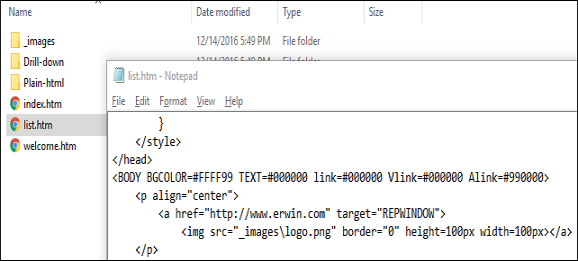 Name Date modified Type Size
_images 12/14/2016 5:49 PM File folder
Drill-down 12/14/2016 5:49 PM File folder
Plain-html
index.htm
list.htm
welcome.htm
list.htm - Notepad
File Edit Format View Help
}
</style>
</head>
<BODY BGCOLOR=#FFFF99 TEXT=#000000 link=#000000 Vlink=#000000 Alink=#990000>
<p align="center">
<a href="http://www.erwin.com" target="REPWINDOW">
<img src="_images\logo.png" border="0" height=100px width=100px></a>
</p>